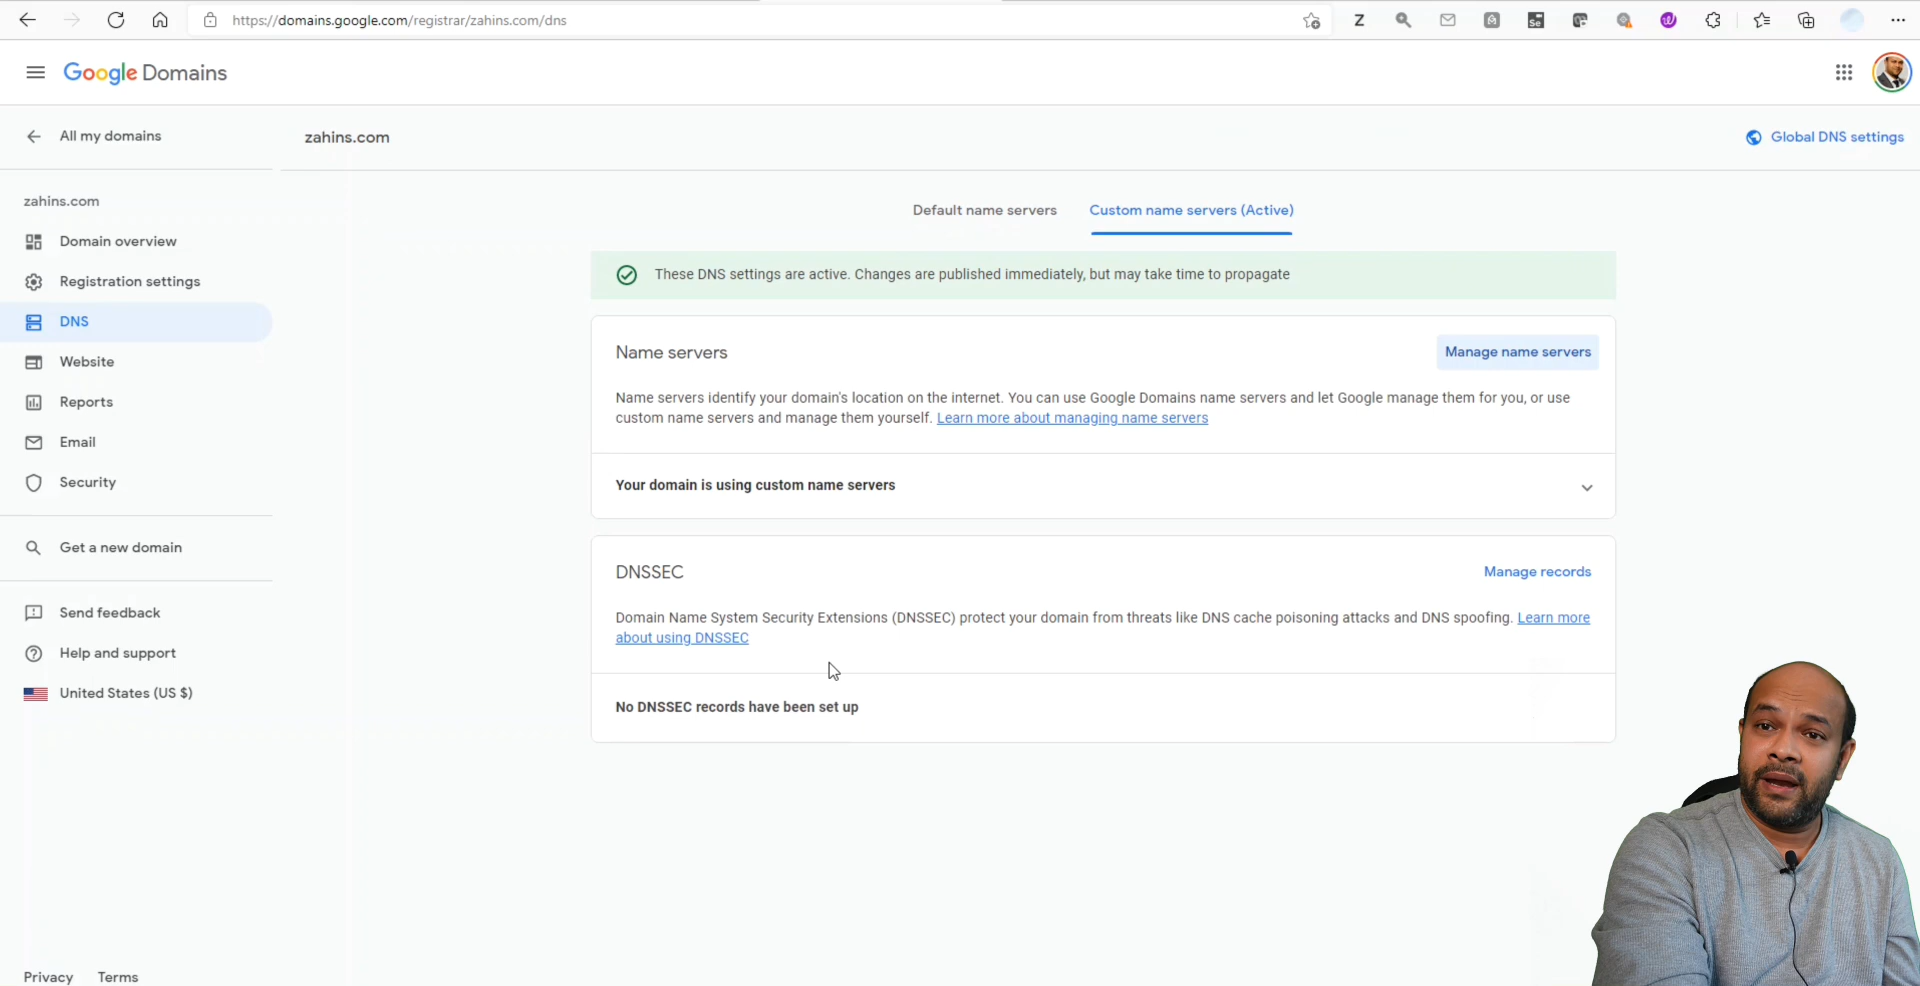 https://domains.google.com/registrar/zahins.com/dns
Z
Se
Google Domains
All my domains
zahins.com
Global DNS settings
zahins.com
Domain overview
Registration settings
DNS
Website
Reports
Email
Security
Get a new domain
Send feedback
Help and support
United States (US $)
Privacy
Terms
Default name servers
Custom name servers (Active)
These DNS settings are active. Changes are published immediately, but may take time to propagate
Name servers
Manage name servers
Name servers identify your domain's location on the internet. You can use Google Domains name servers and let Google manage them for you, or use
custom name servers and manage them yourself. Learn more about managing name servers
Your domain is using custom name servers
DNSSEC
Manage records
Domain Name System Security Extensions (DNSSEC) protect your domain from threats like DNS cache poisoning attacks and DNS spoofing. Learn more
about using DNSSEC
No DNSSEC records have been set up